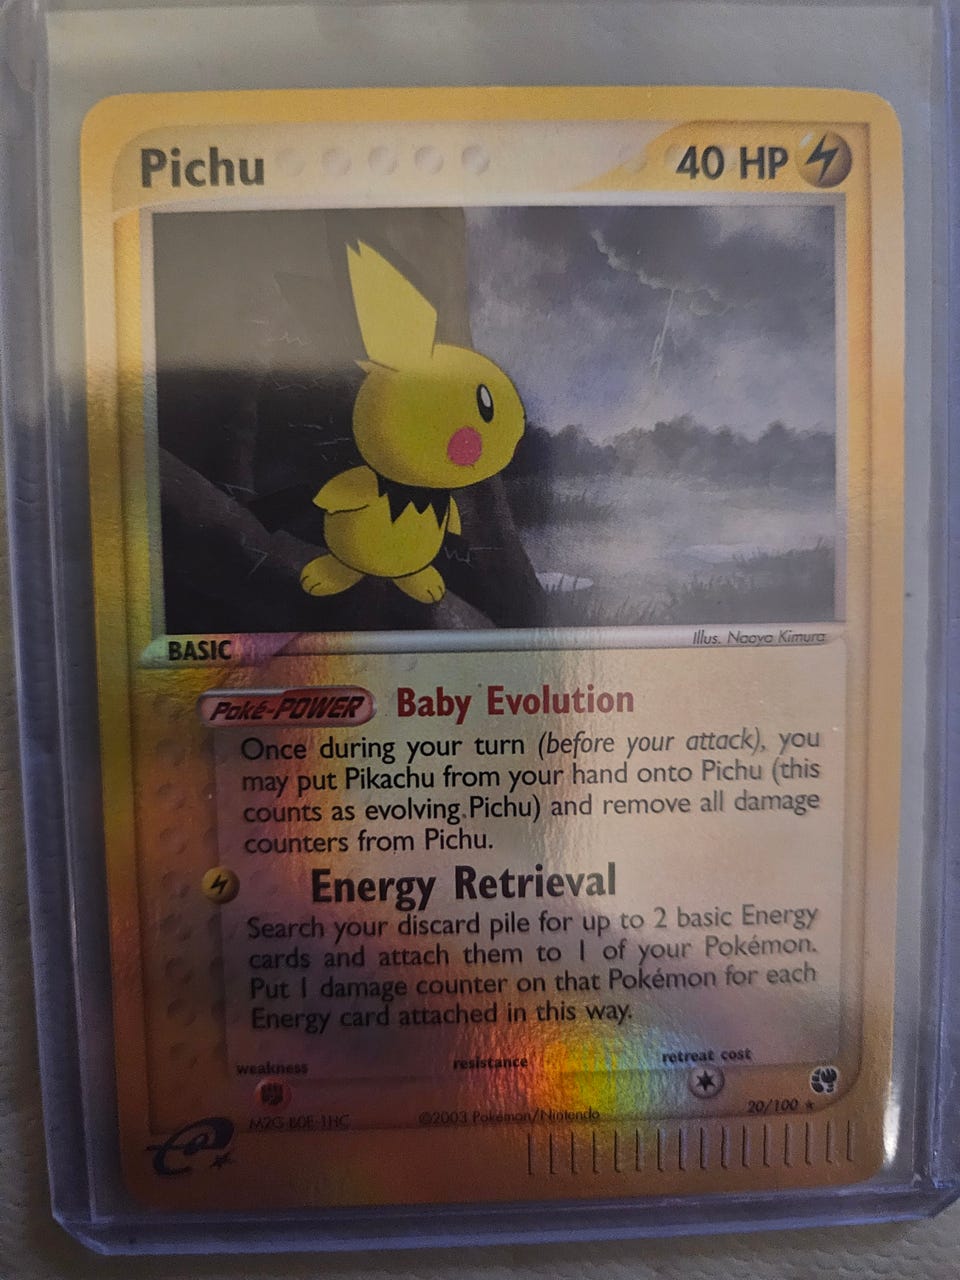 Pichu
40 HP
BASIC
Illus. Naoyo Kimura
Poké-POWER Baby Evolution
Once during your turn (before your attack), you
may put Pikachu from your hand onto Pichu (this
counts as evolving Pichu) and remove all damage
counters from Pichu.
Energy Retrieval
Search your discard pile for up to 2 basic Energy
cards and attach them to 1 of your Pokémon.
Put 1 damage counter on that Pokémon for each
Energy card attached in this way.
weakness resistance retreat cost
20/100 ★
©2003 Pokémon/Nintendo
e